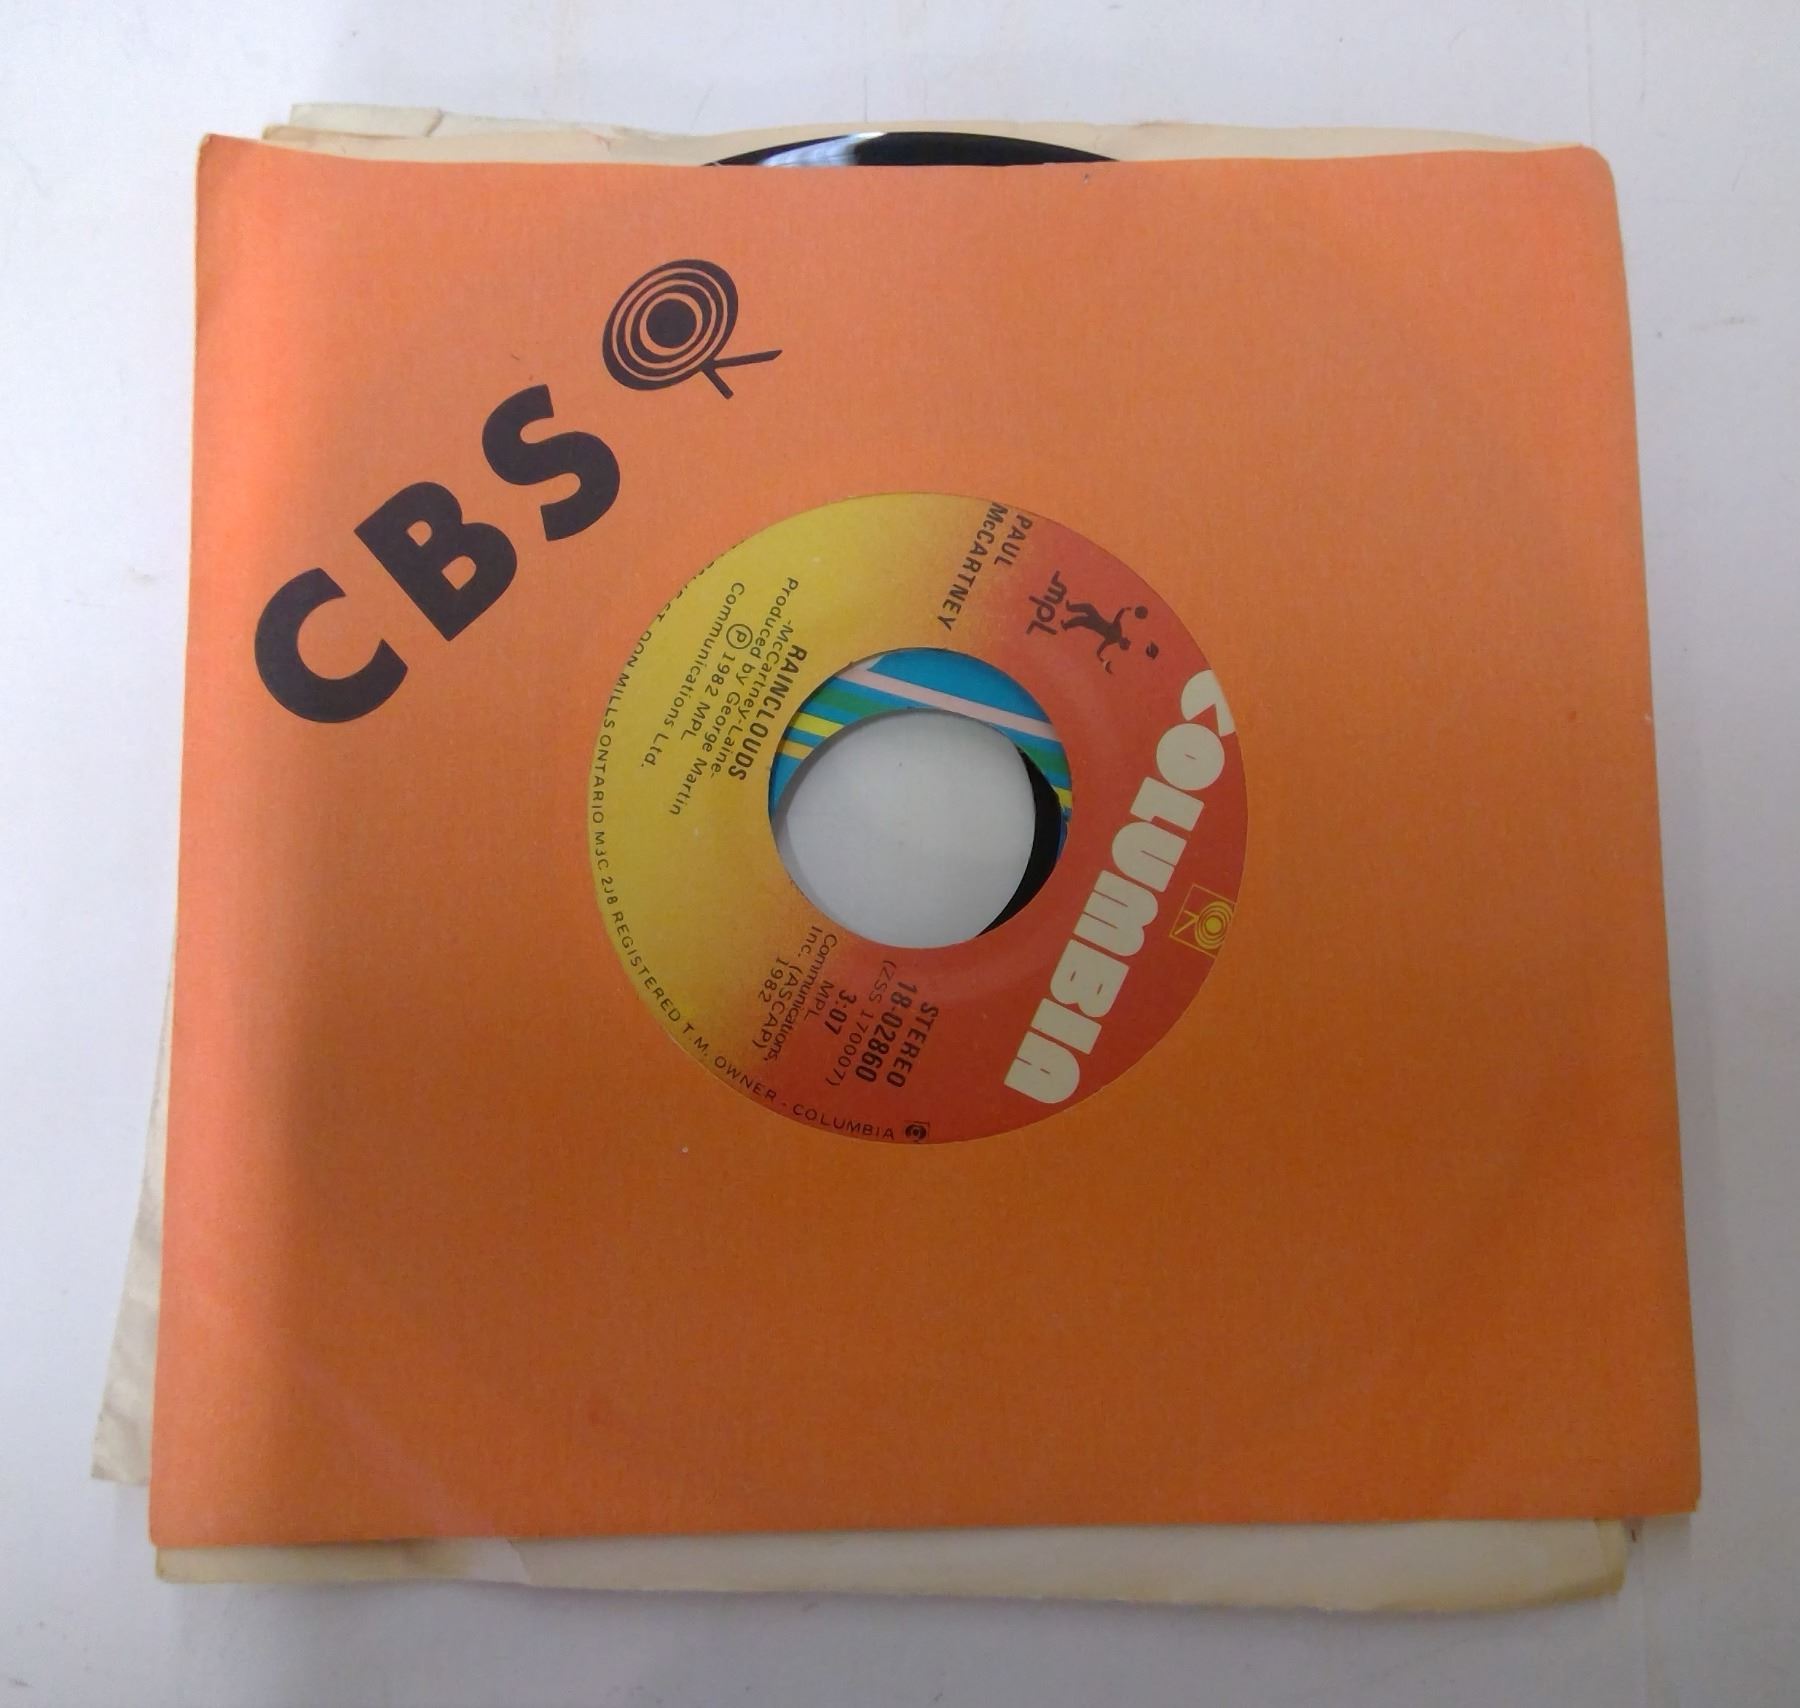 CBS
COLUMBIA
mpl
PAUL
McCARTNEY
STEREO
18-02860
(ZSS 170007)
3:07
MPL
Communications,
Inc. (ASCAP)
1982
RAINCLOUDS
-McCartney-Laine-
Produced by George Martin
℗ 1982 MPL
Communications Ltd.
DON MILLS ONTARIO M3C 2J8 REGISTERED T.M. OWNER - COLUMBIA